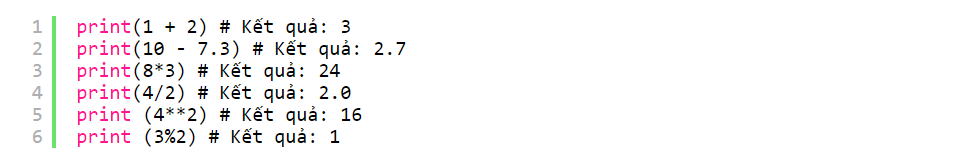 1 print(1 + 2) # Kết quả: 3
2 print(10 - 7.3) # Kết quả: 2.7
3 print(8*3) # Kết quả: 24
4 print(4/2) # Kết quả: 2.0
5 print (4**2) # Kết quả: 16
6 print (3%2) # Kết quả: 1